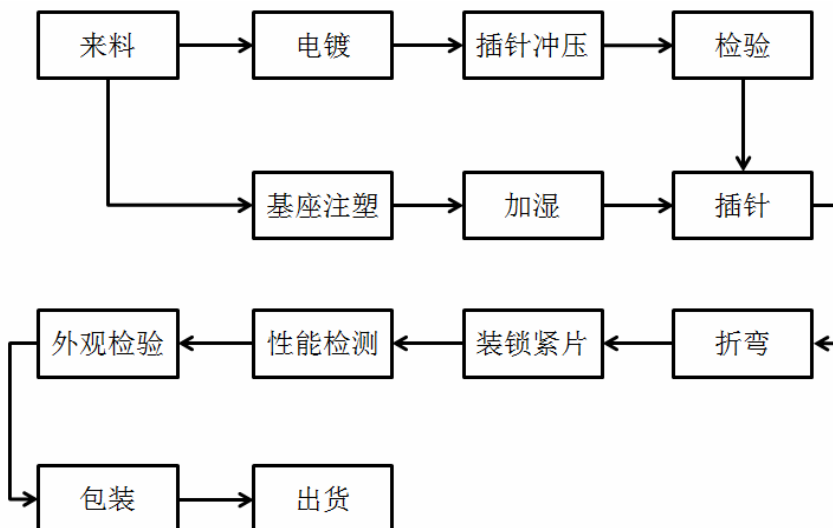 来料
电镀
插针冲压
检验
基座注塑
加湿
插针
外观检验
性能检测
装锁紧片
折弯
包装
出货